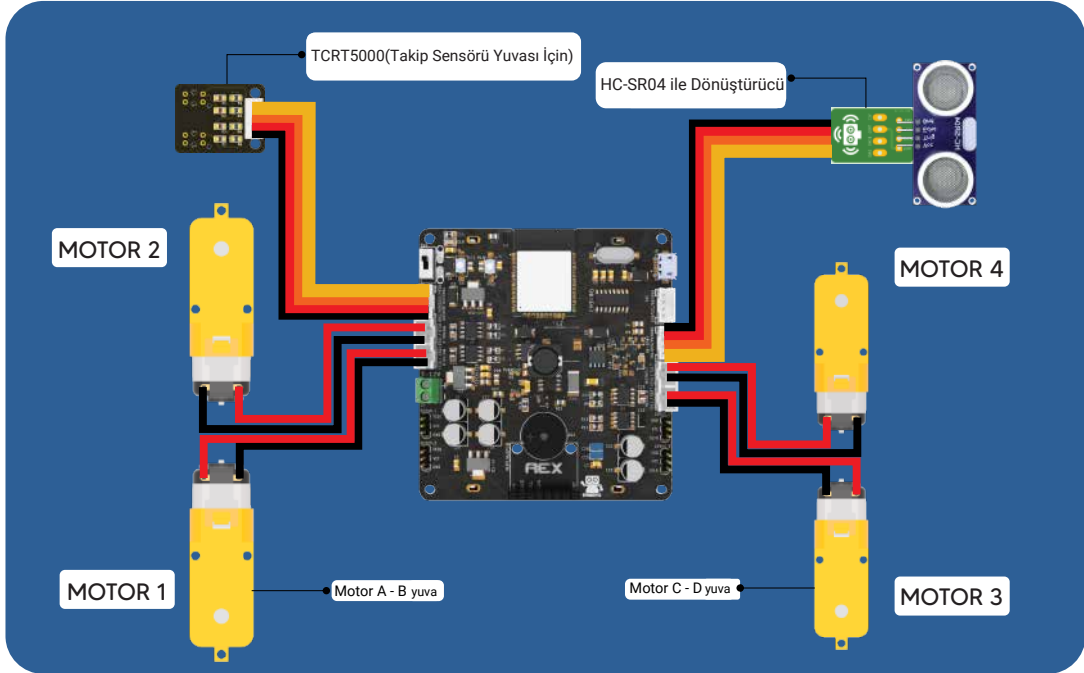 TCRT5000(Takip Sensörü Yuvası İçin)
HC-SR04 ile Dönüştürücü
MOTOR 2
MOTOR 4
AEX
MOTOR 1
Motor A - B yuva
Motor C - D yuva
MOTOR 3